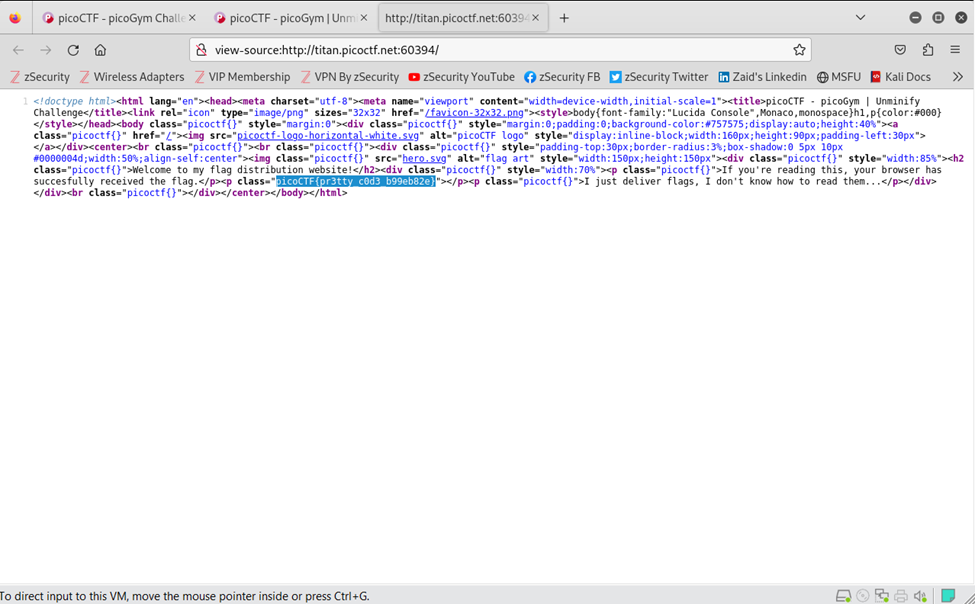 picoCTF - picoGym Challe
picoCTF - picoGym | Unm
http://titan.picoctf.net:60394
view-source:http://titan.picoctf.net:60394/
zSecurity Wireless Adapters VIP Membership VPN By zSecurity zSecurity YouTube zSecurity FB zSecurity Twitter Zaid's Linkedin MSFU Kali Docs
1 <!doctype html><html lang="en"><head><meta charset="utf-8"><meta name="viewport" content="width=device-width,initial-scale=1"><title>picoCTF - picoGym | Unminify
Challenge</title><link rel="icon" type="image/png" sizes="32x32" href="/favicon-32x32.png"><style>body{font-family:"Lucida Console",Monaco,monospace}h1,p{color:#000}
</style></head><body class="picoctf{}" style="margin:0"><div class="picoctf{}" style="margin:0;padding:0;background-color:#757575;display:auto;height:40%"><a
class="picoctf{}" href="/"><img src="picoctf-logo-horizontal-white.svg" alt="picoCTF logo" style="display:inline-block;width:160px;height:90px;padding-left:30px">
</a></div><center><br class="picoctf{}"><br class="picoctf{}"><div class="picoctf{}" style="padding-top:30px;border-radius:3%;box-shadow:0 5px 10px
#0000004d;width:50%;align-self:center"><img class="picoctf{}" src="hero.svg" alt="flag art" style="width:150px;height:150px"><div class="picoctf{}" style="width:85%"><h2
class="picoctf{}">Welcome to my flag distribution website!</h2><div class="picoctf{}" style="width:70%"><p class="picoctf{}">If you're reading this, your browser has
succesfully received the flag.</p><p class="picoCTF{pr3tty_c0d3_b99eb82e}"></p><p class="picoctf{}">I just deliver flags, I don't know how to read them...</p></div>
</div><br class="picoctf{}"></div></center></body></html>
To direct input to this VM, move the mouse pointer inside or press Ctrl+G.